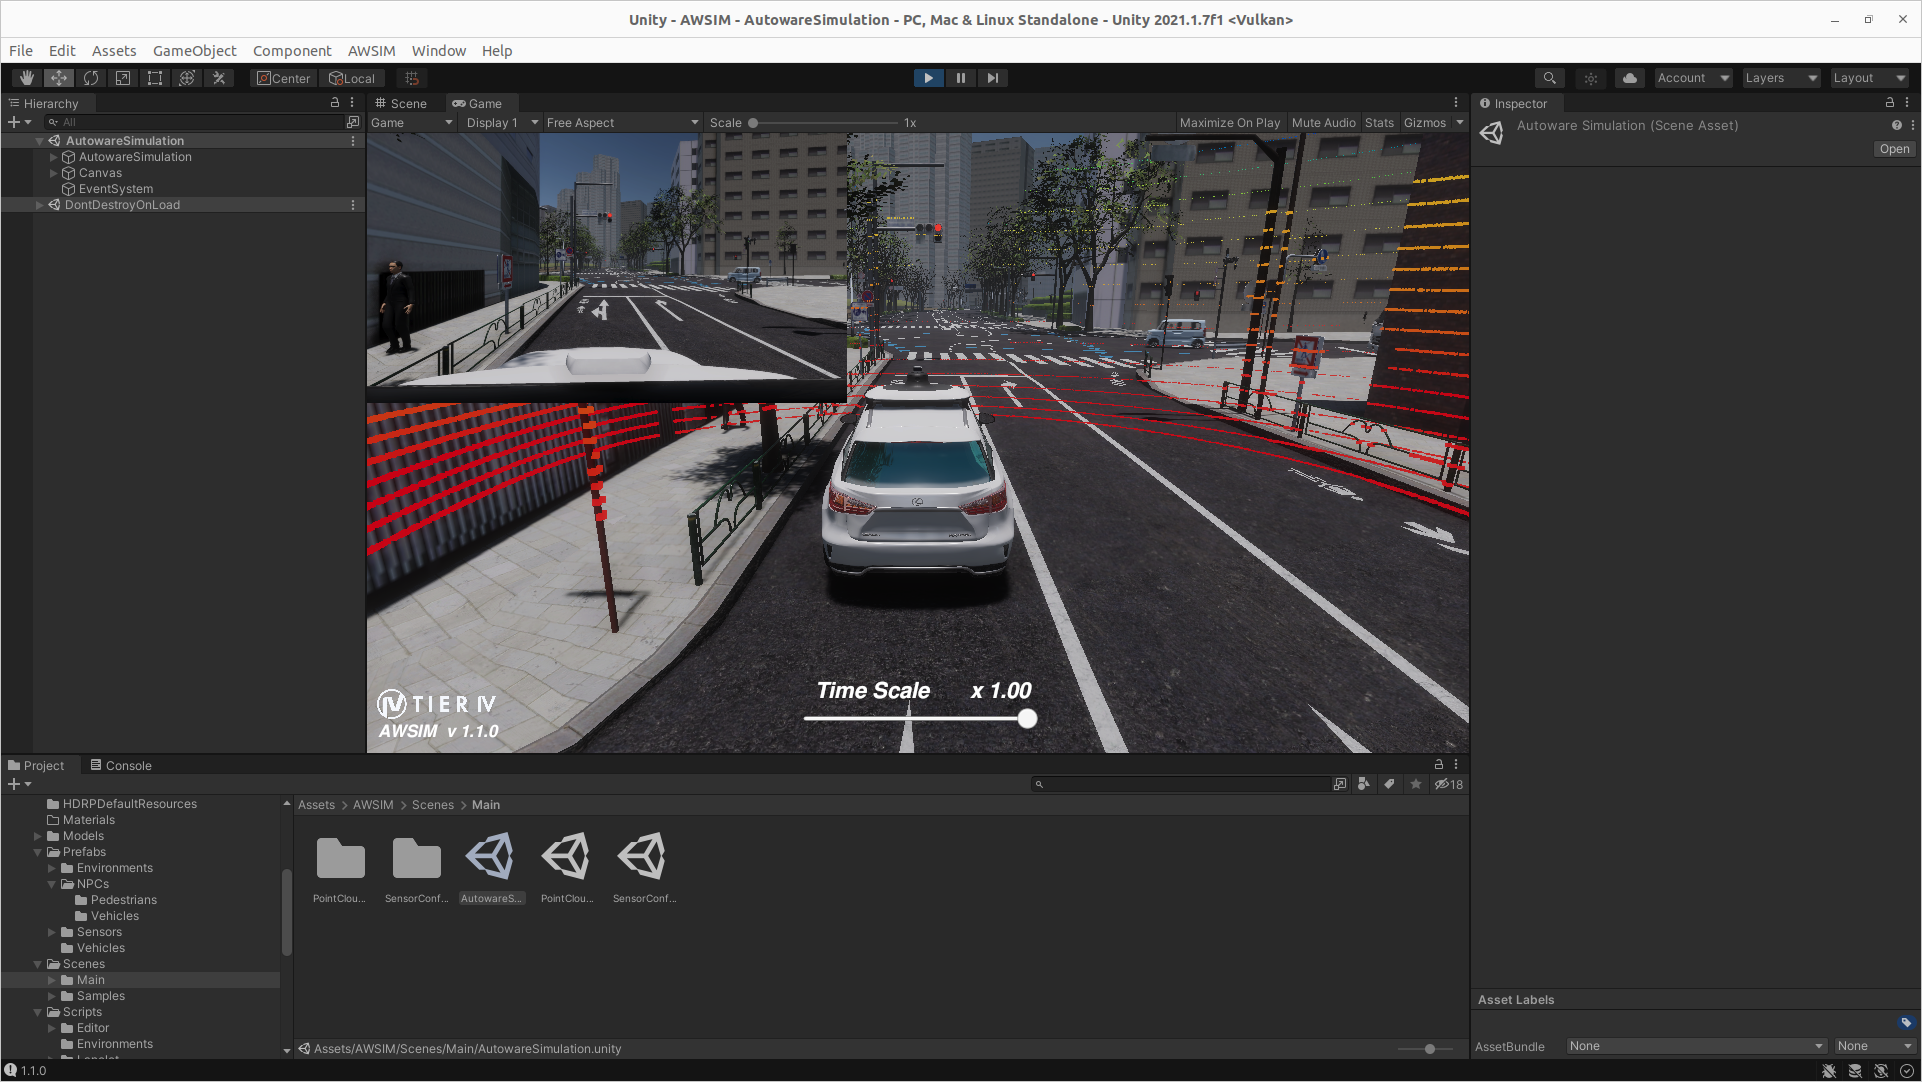 Unity - AWSIM - AutowareSimulation - PC, Mac & Linux Standalone - Unity 2021.1.7f1 <Vulkan>
File Edit Assets GameObject Component AWSIM Window Help
Center Local Account Layers Layout
Hierarchy
All
AutowareSimulation
AutowareSimulation
Canvas
EventSystem
DontDestroyOnLoad
Scene Game
Game Display 1 Free Aspect Scale 1x Maximize On Play Mute Audio Stats Gizmos
TIER IV
AWSIM v 1.1.0
Time Scale x 1.00
Inspector
Autoware Simulation (Scene Asset)
Open
Project Console
18
HDRPDefaultResources
Materials
Models
Prefabs
Environments
NPCs
Pedestrians
Vehicles
Sensors
Vehicles
Scenes
Main
Samples
Scripts
Editor
Environments
Assets > AWSIM > Scenes > Main
PointClou... SensorConf... AutowareS... PointClou... SensorConf...
Assets/AWSIM/Scenes/Main/AutowareSimulation.unity
Asset Labels
AssetBundle None None
1.1.0